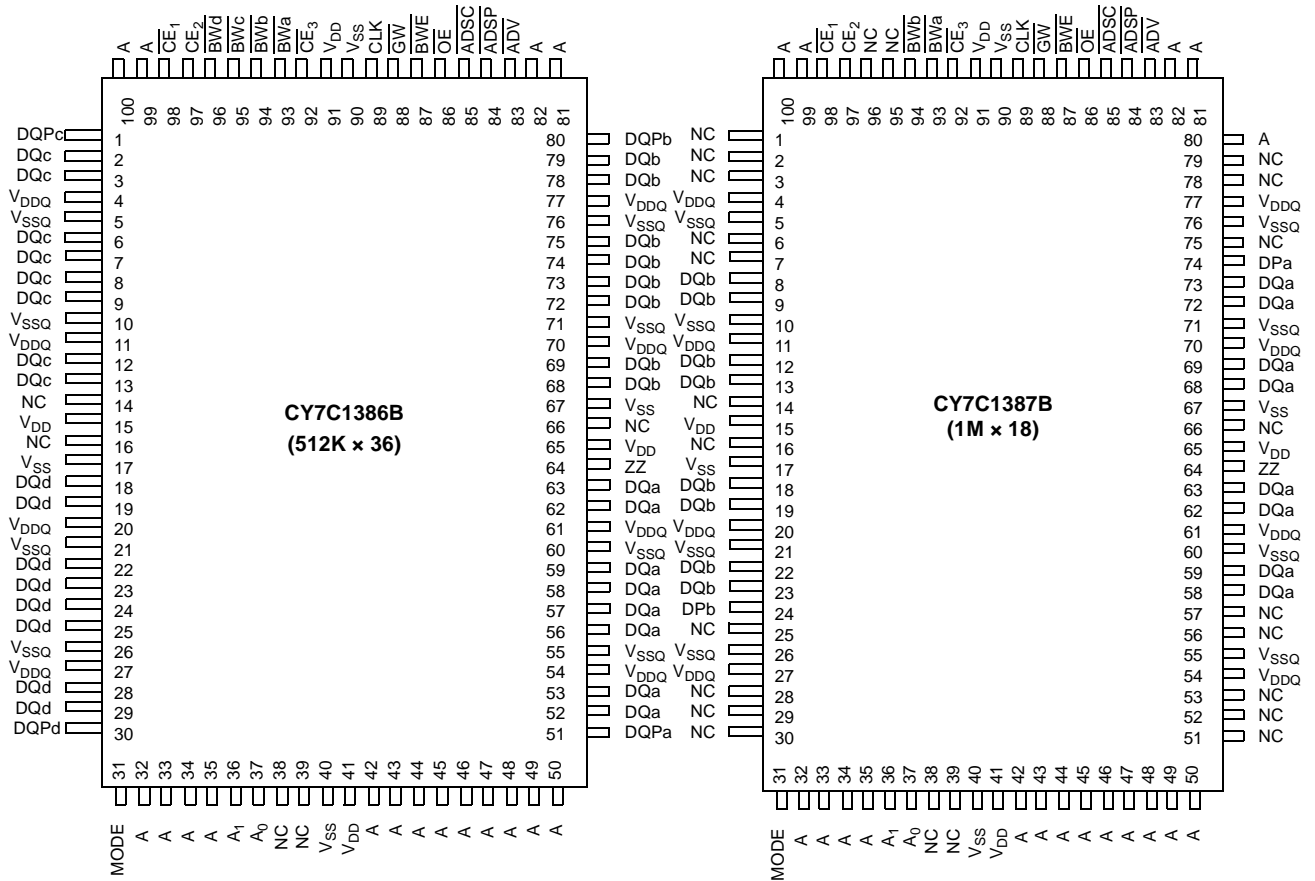 A A CE1 CE2 BWd BWc BWb BWa CE3 VDD VSS CLK GW BWE OE ADSC ADSP ADV A A
100 99 98 97 96 95 94 93 92 91 90 89 88 87 86 85 84 83 82 81
DQPc 1 80 DQPb
DQc 2 79 DQb
DQc 3 78 DQb
VDDQ 4 77 VDDQ
VSSQ 5 76 VSSQ
DQc 6 75 DQb
DQc 7 74 DQb
DQc 8 73 DQb
DQc 9 72 DQb
VSSQ 10 71 VSSQ
VDDQ 11 70 VDDQ
DQc 12 69 DQb
DQc 13 68 DQb
NC 14 67 VSS
VDD 15 66 NC
NC 16 65 VDD
VSS 17 64 ZZ
DQd 18 63 DQa
DQd 19 62 DQa
VDDQ 20 61 VDDQ
VSSQ 21 60 VSSQ
DQd 22 59 DQa
DQd 23 58 DQa
DQd 24 57 DQa
DQd 25 56 DQa
VSSQ 26 55 VSSQ
VDDQ 27 54 VDDQ
DQd 28 53 DQa
DQd 29 52 DQa
DQPd 30 51 DQPa
CY7C1386B
(512K × 36)
31 32 33 34 35 36 37 38 39 40 41 42 43 44 45 46 47 48 49 50
MODE A A A A A1 A0 NC NC VSS VDD A A A A A A A A A
A A CE1 CE2 NC NC BWb BWa CE3 VDD VSS CLK GW BWE OE ADSC ADSP ADV A A
100 99 98 97 96 95 94 93 92 91 90 89 88 87 86 85 84 83 82 81
NC 1 80 A
NC 2 79 NC
NC 3 78 NC
VDDQ 4 77 VDDQ
VSSQ 5 76 VSSQ
NC 6 75 NC
NC 7 74 DPa
DQb 8 73 DQa
DQb 9 72 DQa
VSSQ 10 71 VSSQ
VDDQ 11 70 VDDQ
DQb 12 69 DQa
DQb 13 68 DQa
NC 14 67 VSS
VDD 15 66 NC
NC 16 65 VDD
VSS 17 64 ZZ
DQb 18 63 DQa
DQb 19 62 DQa
VDDQ 20 61 VDDQ
VSSQ 21 60 VSSQ
DQb 22 59 DQa
DQb 23 58 DQa
DPb 24 57 NC
NC 25 56 NC
VSSQ 26 55 VSSQ
VDDQ 27 54 VDDQ
NC 28 53 NC
NC 29 52 NC
NC 30 51 NC
CY7C1387B
(1M × 18)
31 32 33 34 35 36 37 38 39 40 41 42 43 44 45 46 47 48 49 50
MODE A A A A A1 A0 NC NC VSS VDD A A A A A A A A A